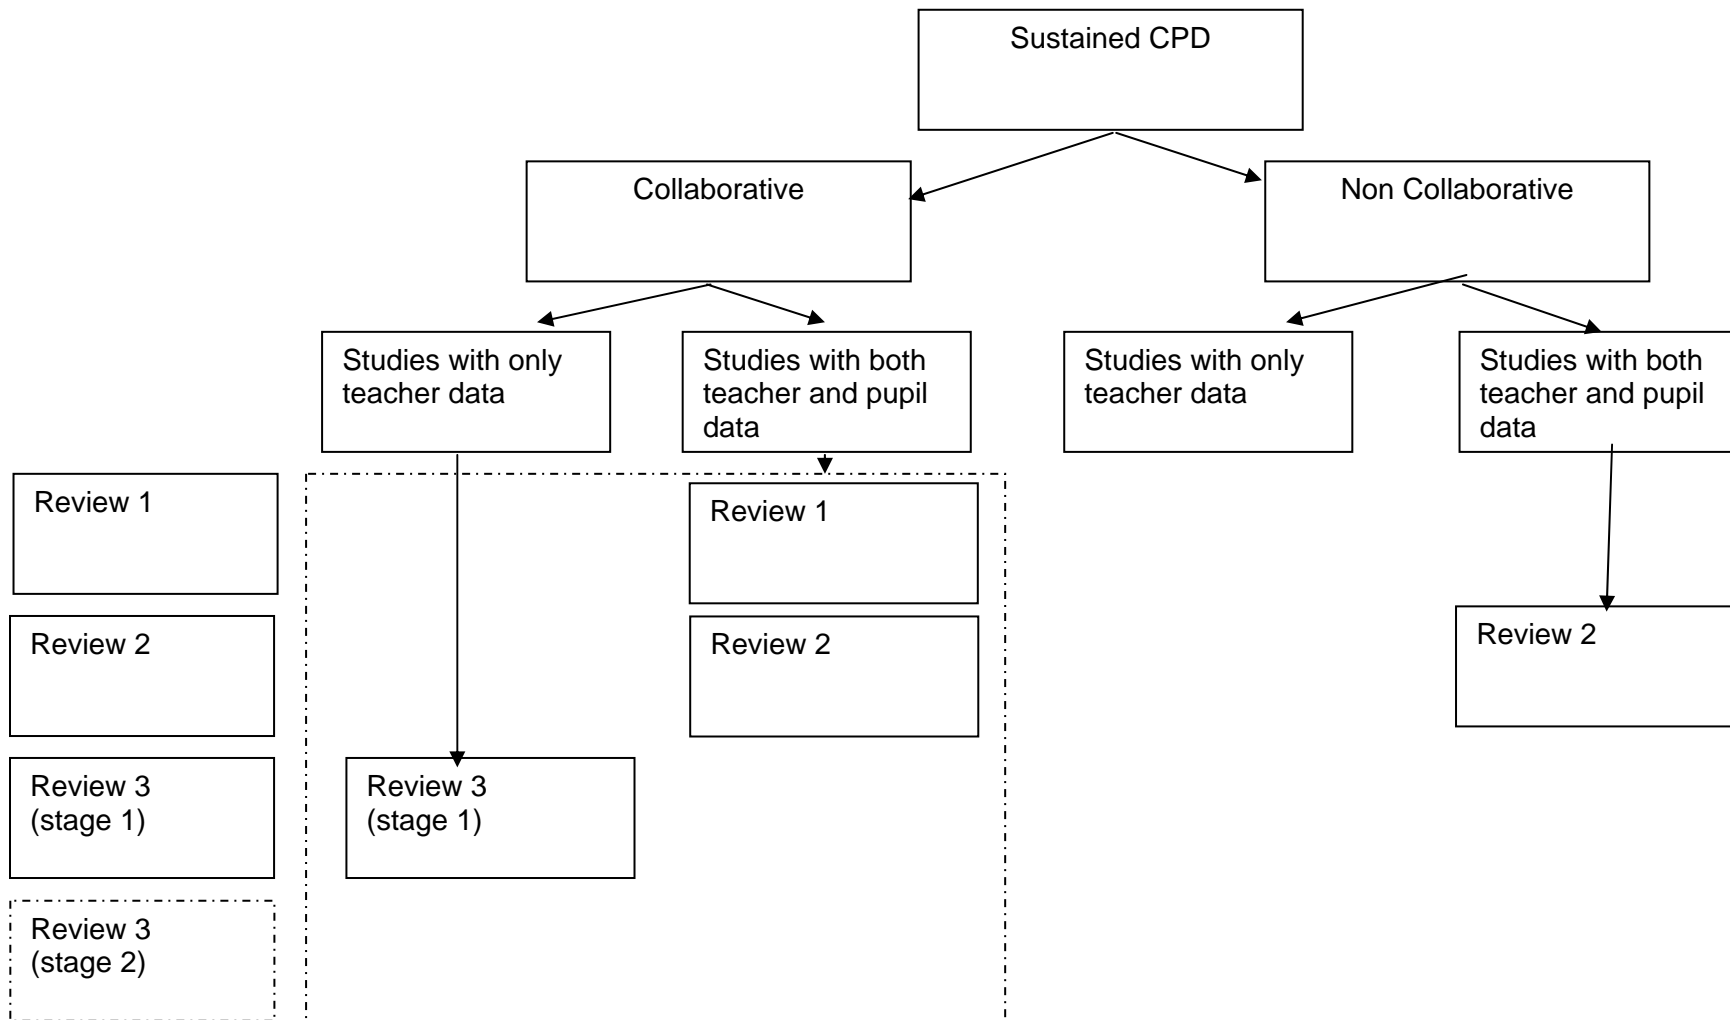 Sustained CPD
Collaborative
Non Collaborative
Studies with only
teacher data
Studies with both
teacher and pupil
data
Studies with only
teacher data
Studies with both
teacher and pupil
data
Review 1
Review 1
Review 2
Review 2
Review 2
Review 3
(stage 1)
Review 3
(stage 1)
Review 3
(stage 2)